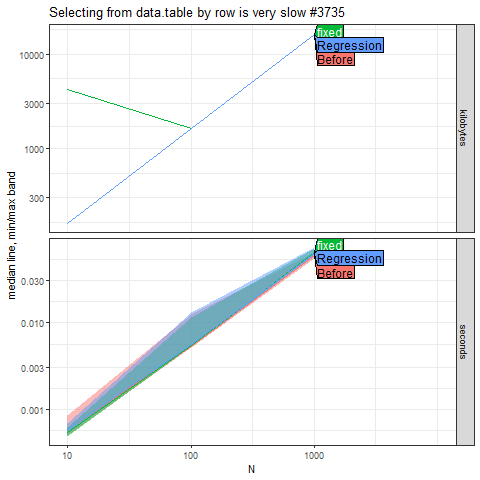 Selecting from data.table by row is very slow #3735
10000
3000
1000
300
fixed
Regression
Before
kilobytes
median line, min/max band
0.030
0.010
0.003
0.001
fixed
Regression
Before
seconds
10
100
1000
N